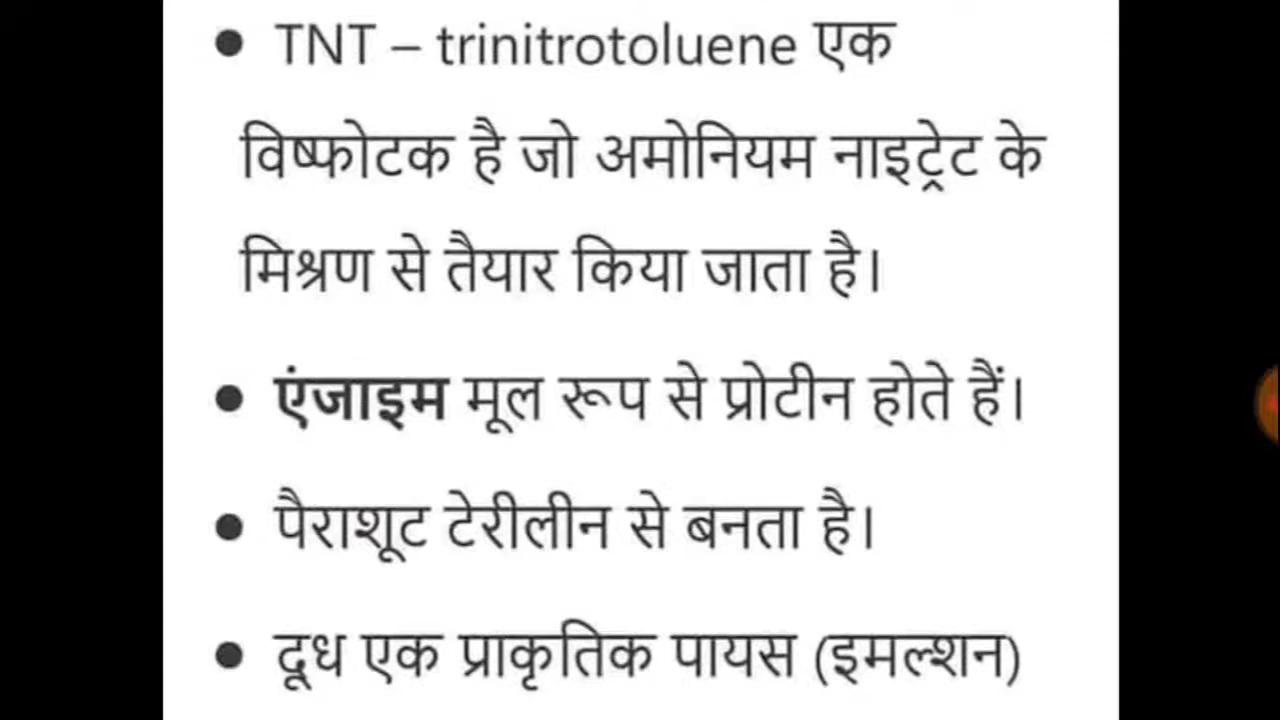 • TNT – trinitrotoluene एक
विष्फोटक है जो अमोनियम नाइट्रेट के
मिश्रण से तैयार किया जाता है।
• एंजाइम मूल रूप से प्रोटीन होते हैं।
• पैराशूट टेरीलीन से बनता है।
• दूध एक प्राकृतिक पायस (इमल्शन)